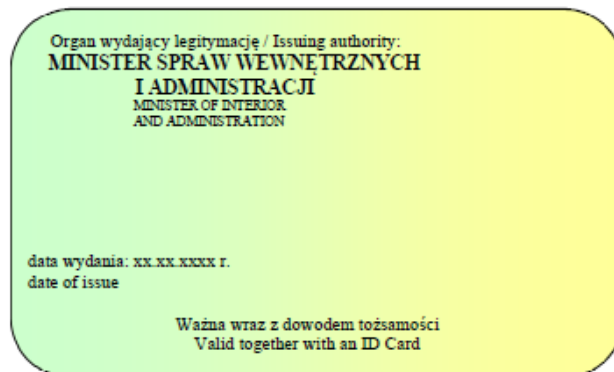 Organ wydający legitymację / Issuing authority:
MINISTER SPRAW WEWNĘTRZNYCH
I ADMINISTRACJI
MINISTER OF INTERIOR
AND ADMINISTRATION
data wydania: xx.xx.xxxx r.
date of issue
Ważna wraz z dowodem tożsamości
Valid together with an ID Card